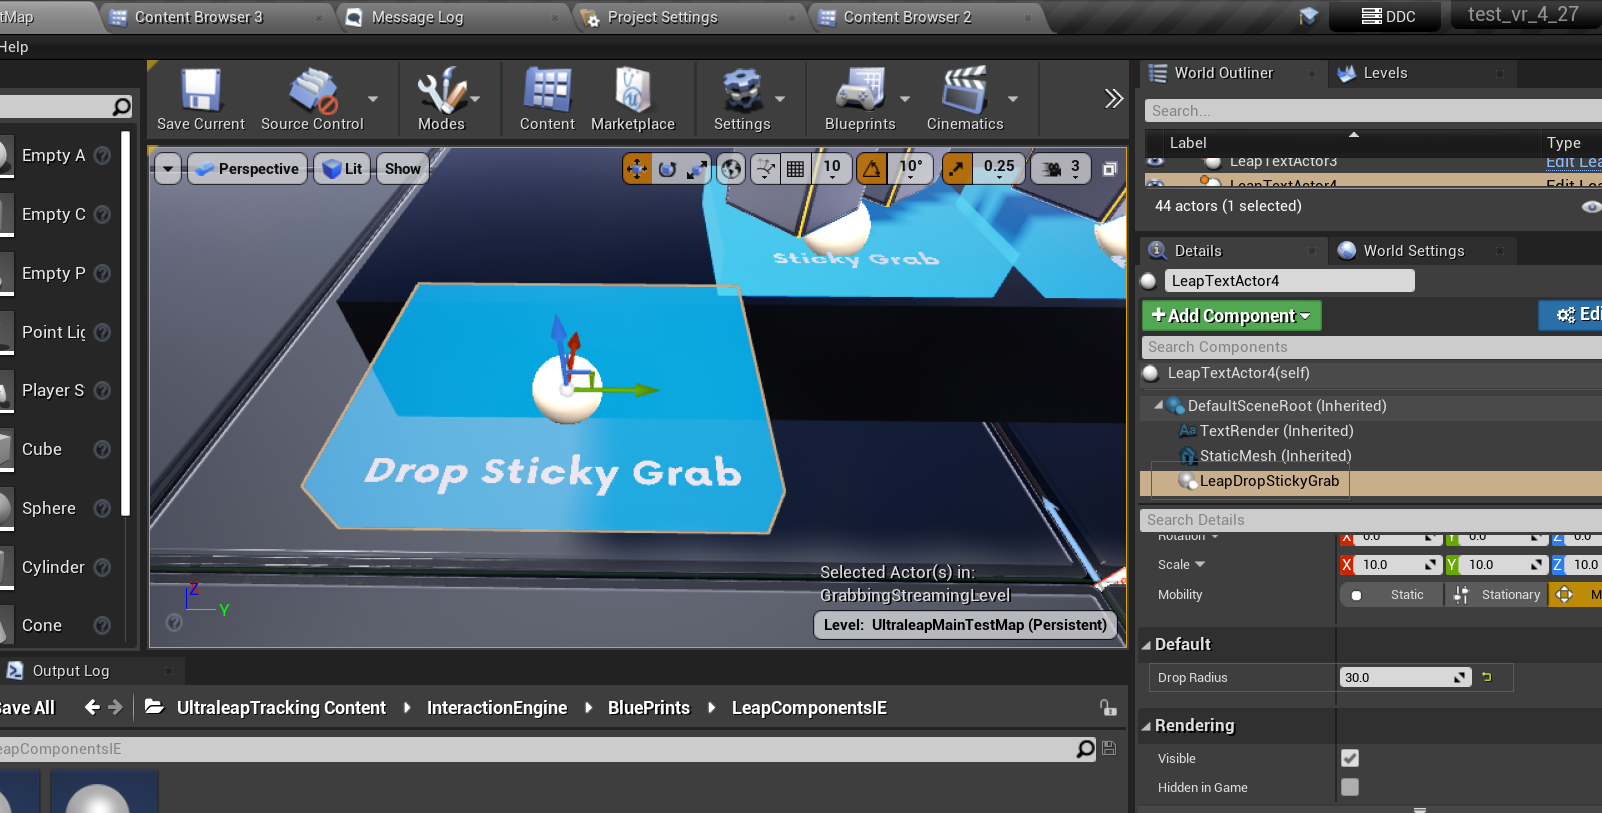 tMap
Content Browser 3
Message Log
Project Settings
Content Browser 2
DDC
test_vr_4_27
Help
Save Current
Source Control
Modes
Content
Marketplace
Settings
Blueprints
Cinematics
World Outliner
Levels
Search...
Label
Type
LeapTextActor3
Edit Lea
LeapTextActor4
Edit Lea
44 actors (1 selected)
Empty A
Empty C
Empty P
Point Lig
Player S
Cube
Sphere
Cylinder
Cone
Perspective
Lit
Show
10
10°
0.25
3
Sticky Grab
Drop Sticky Grab
Z
Y
Selected Actor(s) in:
GrabbingStreamingLevel
Level: UltraleapMainTestMap (Persistent)
Details
World Settings
LeapTextActor4
Add Component
Edi
Search Components
LeapTextActor4(self)
DefaultSceneRoot (Inherited)
TextRender (Inherited)
StaticMesh (Inherited)
LeapDropStickyGrab
Search Details
Rotation
X 0.0 Y 0.0 Z 0.0
Scale
X 10.0 Y 10.0 Z 10.0
Mobility
Static
Stationary
M
Default
Drop Radius
30.0
Rendering
Visible
Hidden in Game
Output Log
Save All
UltraleapTracking Content
InteractionEngine
BluePrints
LeapComponentsIE
eapComponentsIE